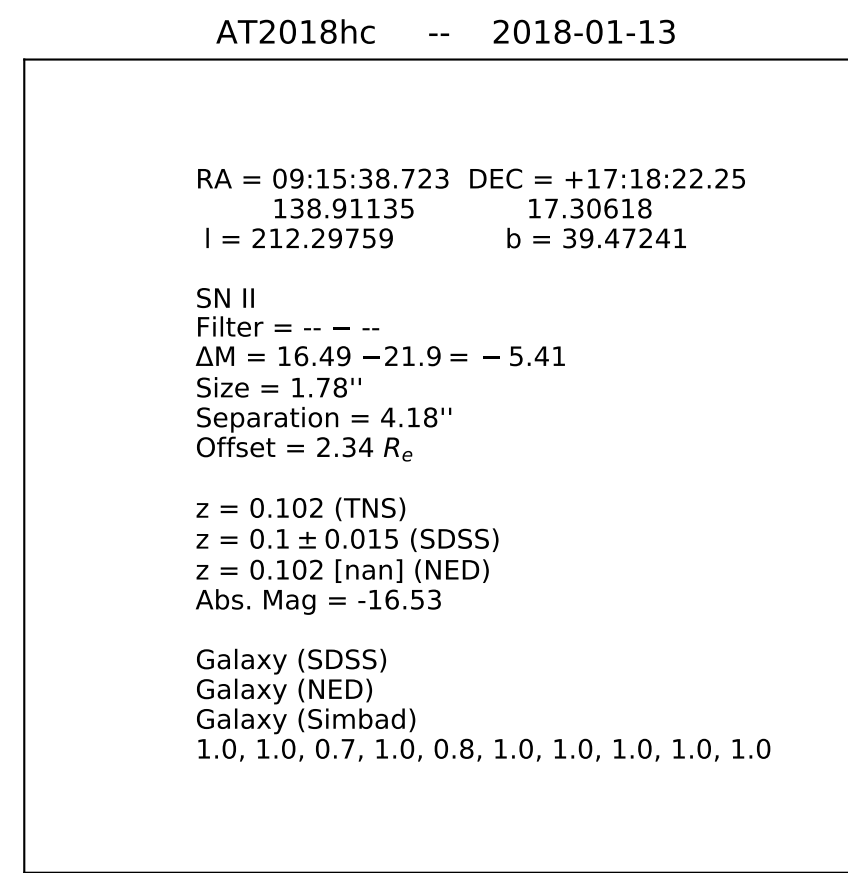 AT2018hc -- 2018-01-13
RA = 09:15:38.723 DEC = +17:18:22.25
138.91135 17.30618
l = 212.29759 b = 39.47241
SN II
Filter = -- − --
ΔM = 16.49 −21.9 = − 5.41
Size = 1.78''
Separation = 4.18''
Offset = 2.34 Rₑ
z = 0.102 (TNS)
z = 0.1 ± 0.015 (SDSS)
z = 0.102 [nan] (NED)
Abs. Mag = -16.53
Galaxy (SDSS)
Galaxy (NED)
Galaxy (Simbad)
1.0, 1.0, 0.7, 1.0, 0.8, 1.0, 1.0, 1.0, 1.0, 1.0